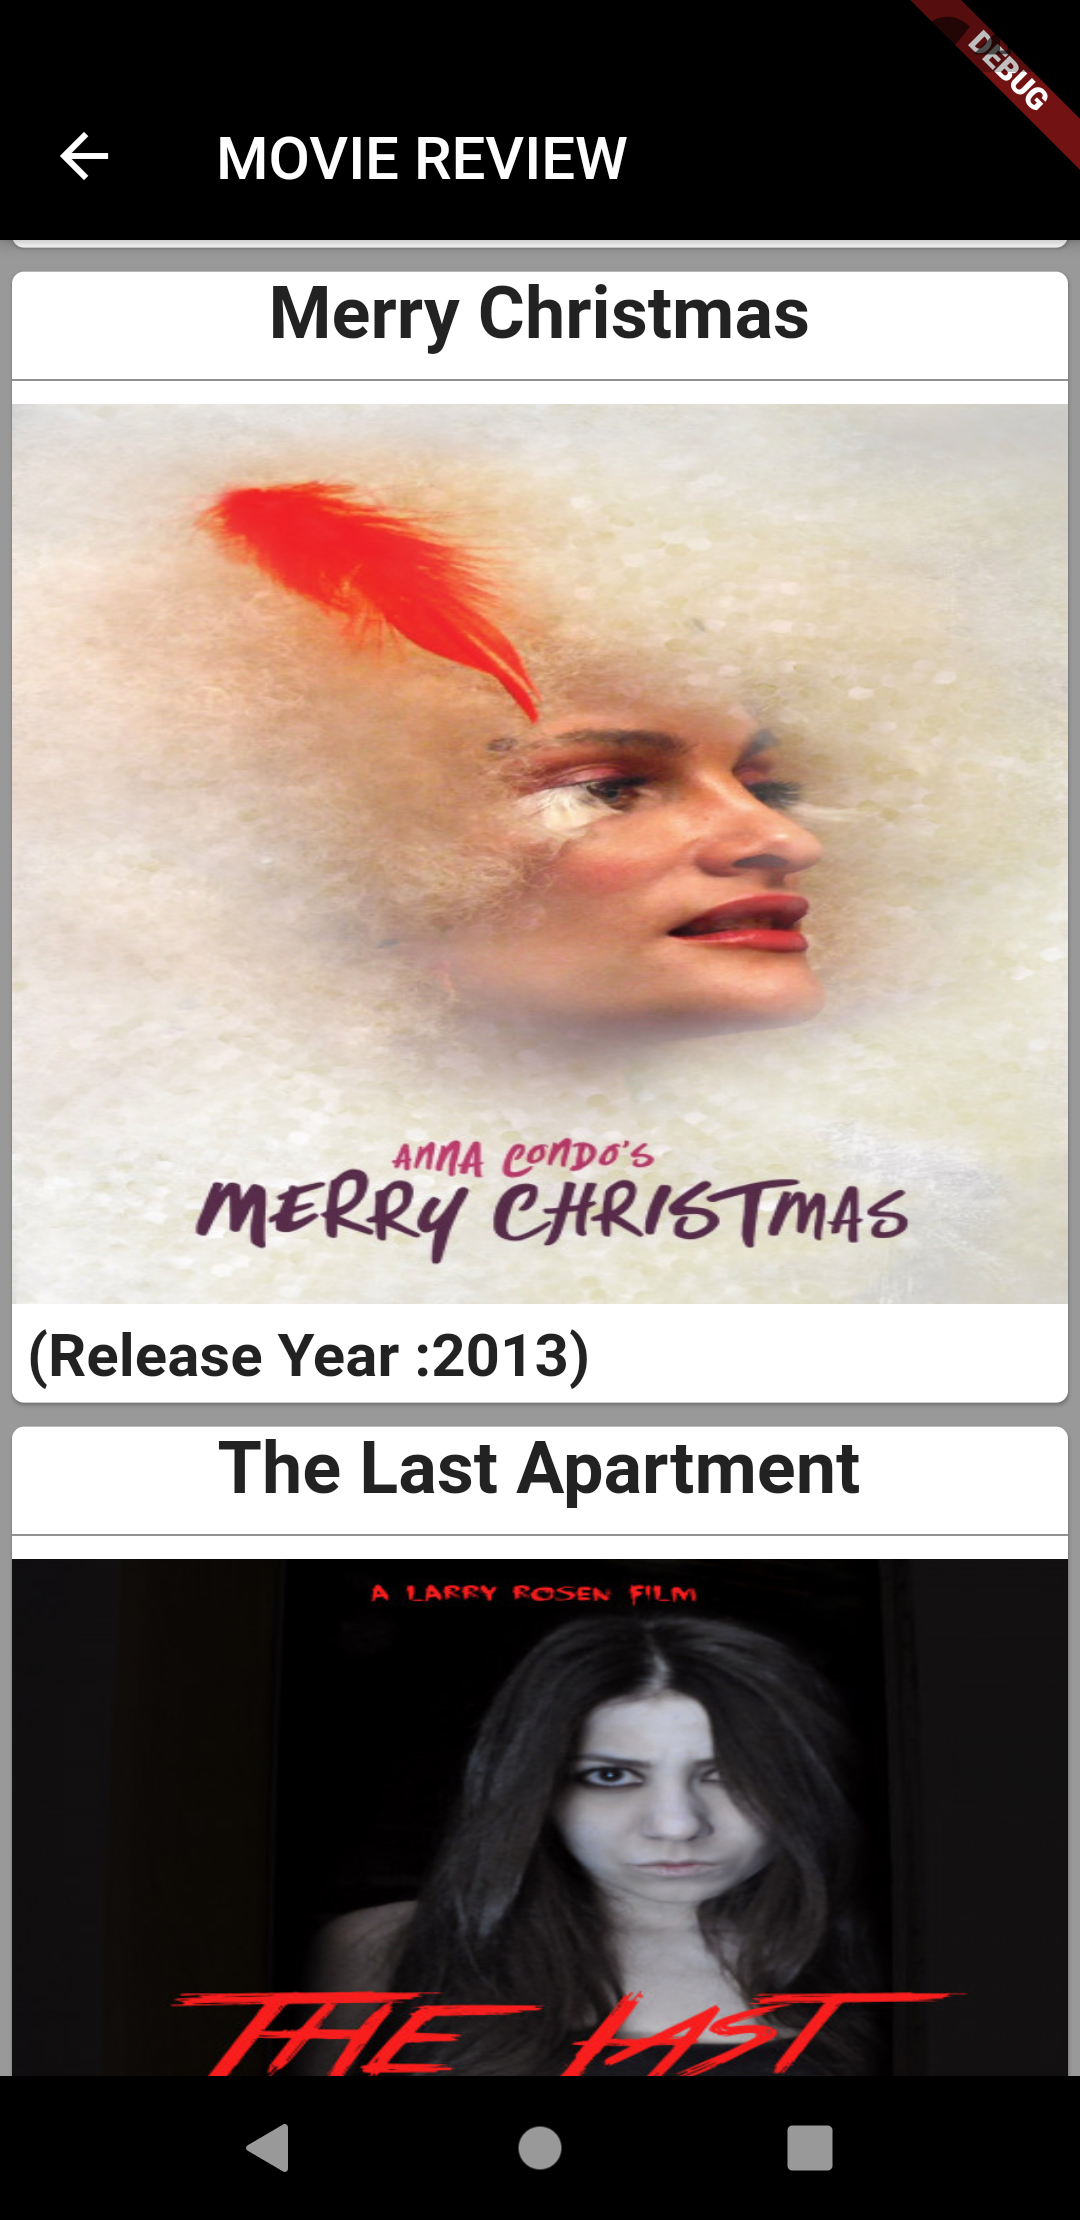 DEBUG
MOVIE REVIEW
Merry Christmas
ANNA CONDO'S
MERRY CHRISTMAS
(Release Year :2013)
The Last Apartment
A LARRY ROSEN FILM
THE LAST